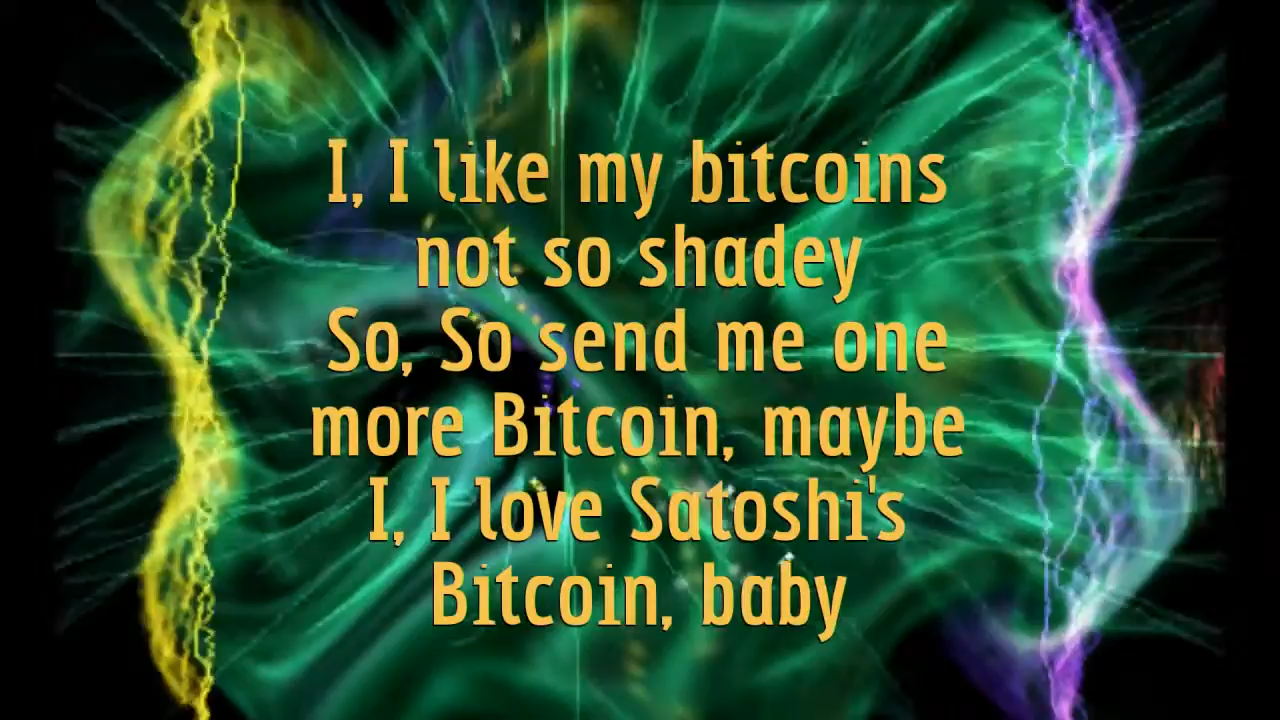 I, I like my bitcoins
not so shadey
So, So send me one
more Bitcoin, maybe
I, I love Satoshi's
Bitcoin, baby